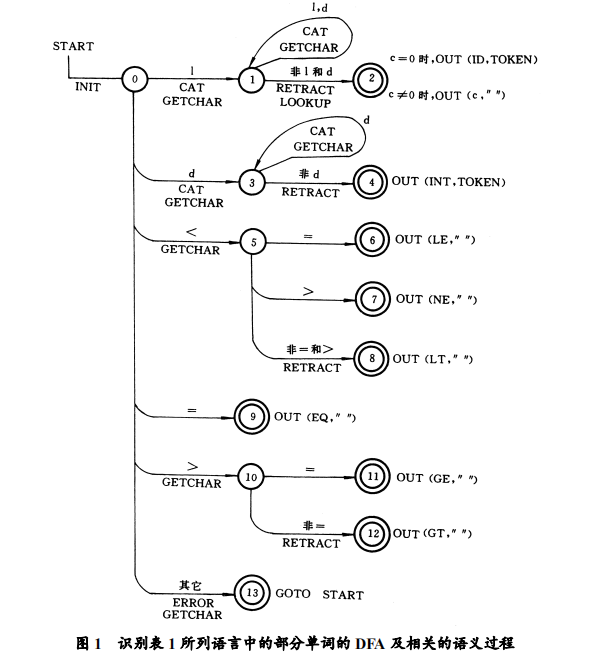 l,d
CAT
GETCHAR
START
INIT
0
l
CAT
GETCHAR
1
非l和d
RETRACT
LOOKUP
2
c=0时,OUT (ID,TOKEN)
c≠0时,OUT (c,″ ″)
d
CAT
GETCHAR
d
CAT
GETCHAR
3
非d
RETRACT
4
OUT (INT,TOKEN)
<
GETCHAR
5
=
6
OUT (LE,″ ″)
>
7
OUT (NE,″ ″)
非=和>
RETRACT
8
OUT (LT,″ ″)
=
9
OUT (EQ,″ ″)
>
GETCHAR
10
=
11
OUT (GE,″ ″)
非=
RETRACT
12
OUT (GT,″ ″)
其它
ERROR
GETCHAR
13
GOTO START
图 1 识别表 1 所列语言中的部分单词的 DFA 及相关的语义过程